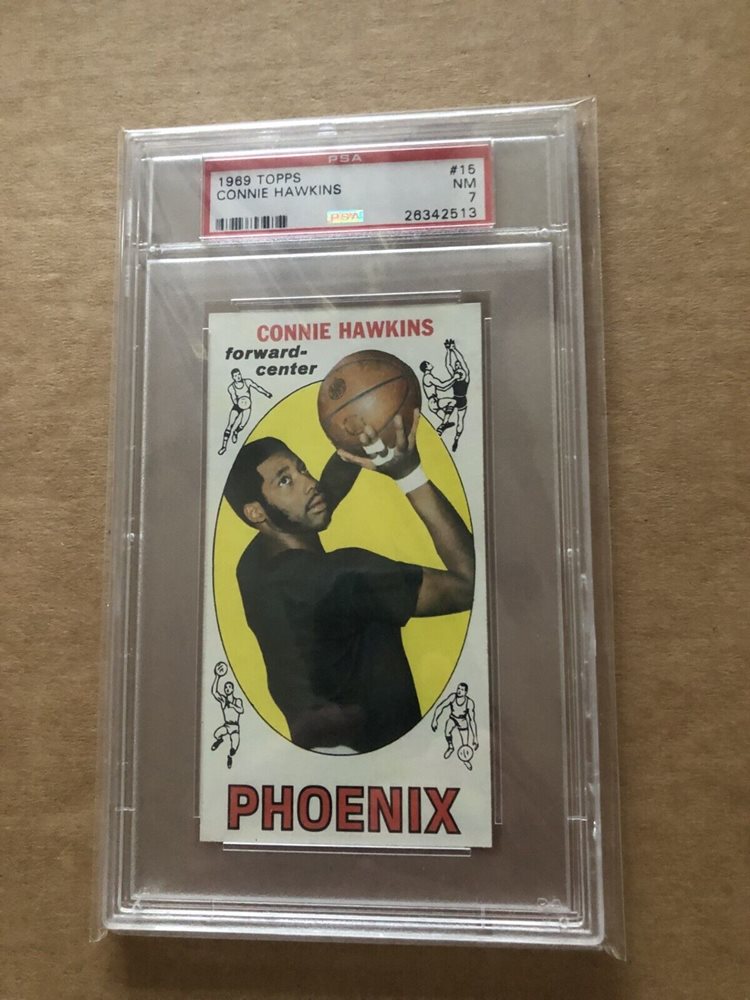 PSA
1969 TOPPS #15
CONNIE HAWKINS NM
7
PSA 26342513
CONNIE HAWKINS
forward-
center
PHOENIX